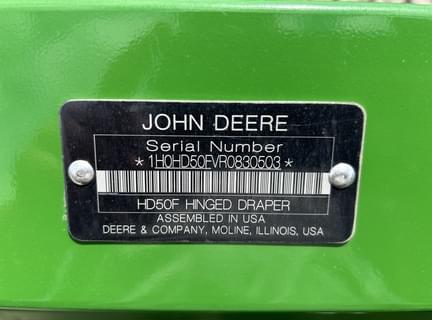 JOHN DEERE
Serial Number
*1H0HD50FVR0830503*
HD50F HINGED DRAPER
ASSEMBLED IN USA
DEERE & COMPANY, MOLINE, ILLINOIS, USA